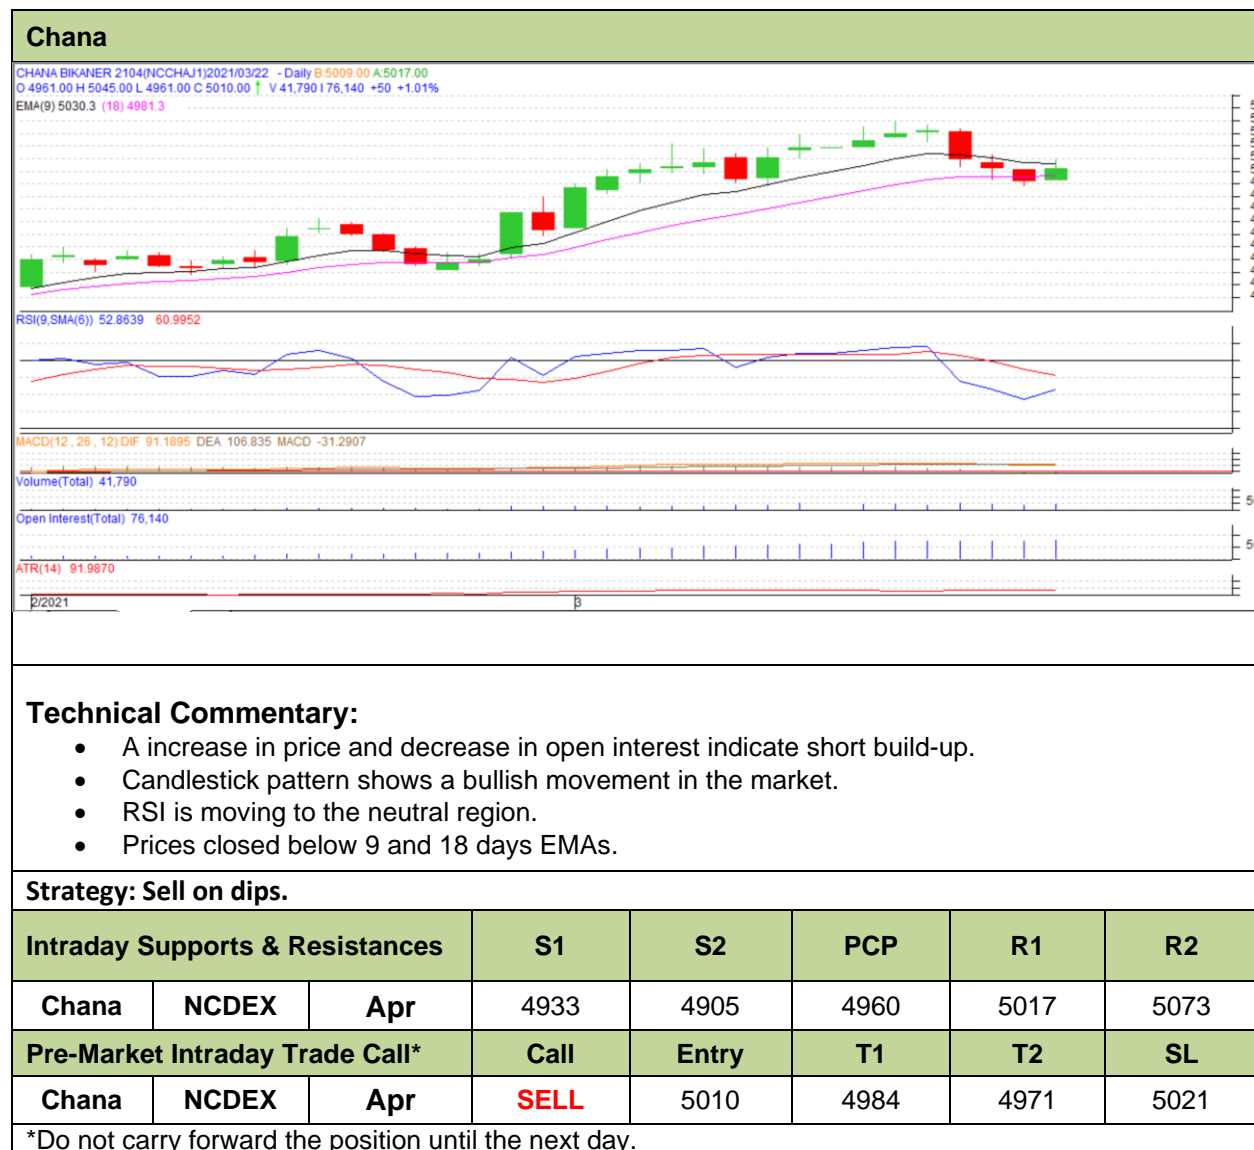 Chana
CHANA BIKANER 2104(NCCHAJ1)2021/03/22 - Daily B:5009.00 A:5017.00
O 4961.00 H 5045.00 L 4961.00 C 5010.00 ↑ V 41,790 I 76,140 +50 +1.01%
EMA(9) 5030.3 (18) 4981.3
RSI(9,SMA(6)) 52.8639 60.9952
MACD(12 , 26 , 12) DIF 91.1895 DEA 106.835 MACD -31.2907
Volume(Total) 41,790
Open Interest(Total) 76,140
ATR(14) 91.9870
2/2021 3
Technical Commentary:
• A increase in price and decrease in open interest indicate short build-up.
• Candlestick pattern shows a bullish movement in the market.
• RSI is moving to the neutral region.
• Prices closed below 9 and 18 days EMAs.
Strategy: Sell on dips.
Intraday Supports & Resistances S1 S2 PCP R1 R2
Chana NCDEX Apr 4933 4905 4960 5017 5073
Pre-Market Intraday Trade Call* Call Entry T1 T2 SL
Chana NCDEX Apr SELL 5010 4984 4971 5021
*Do not carry forward the position until the next day.